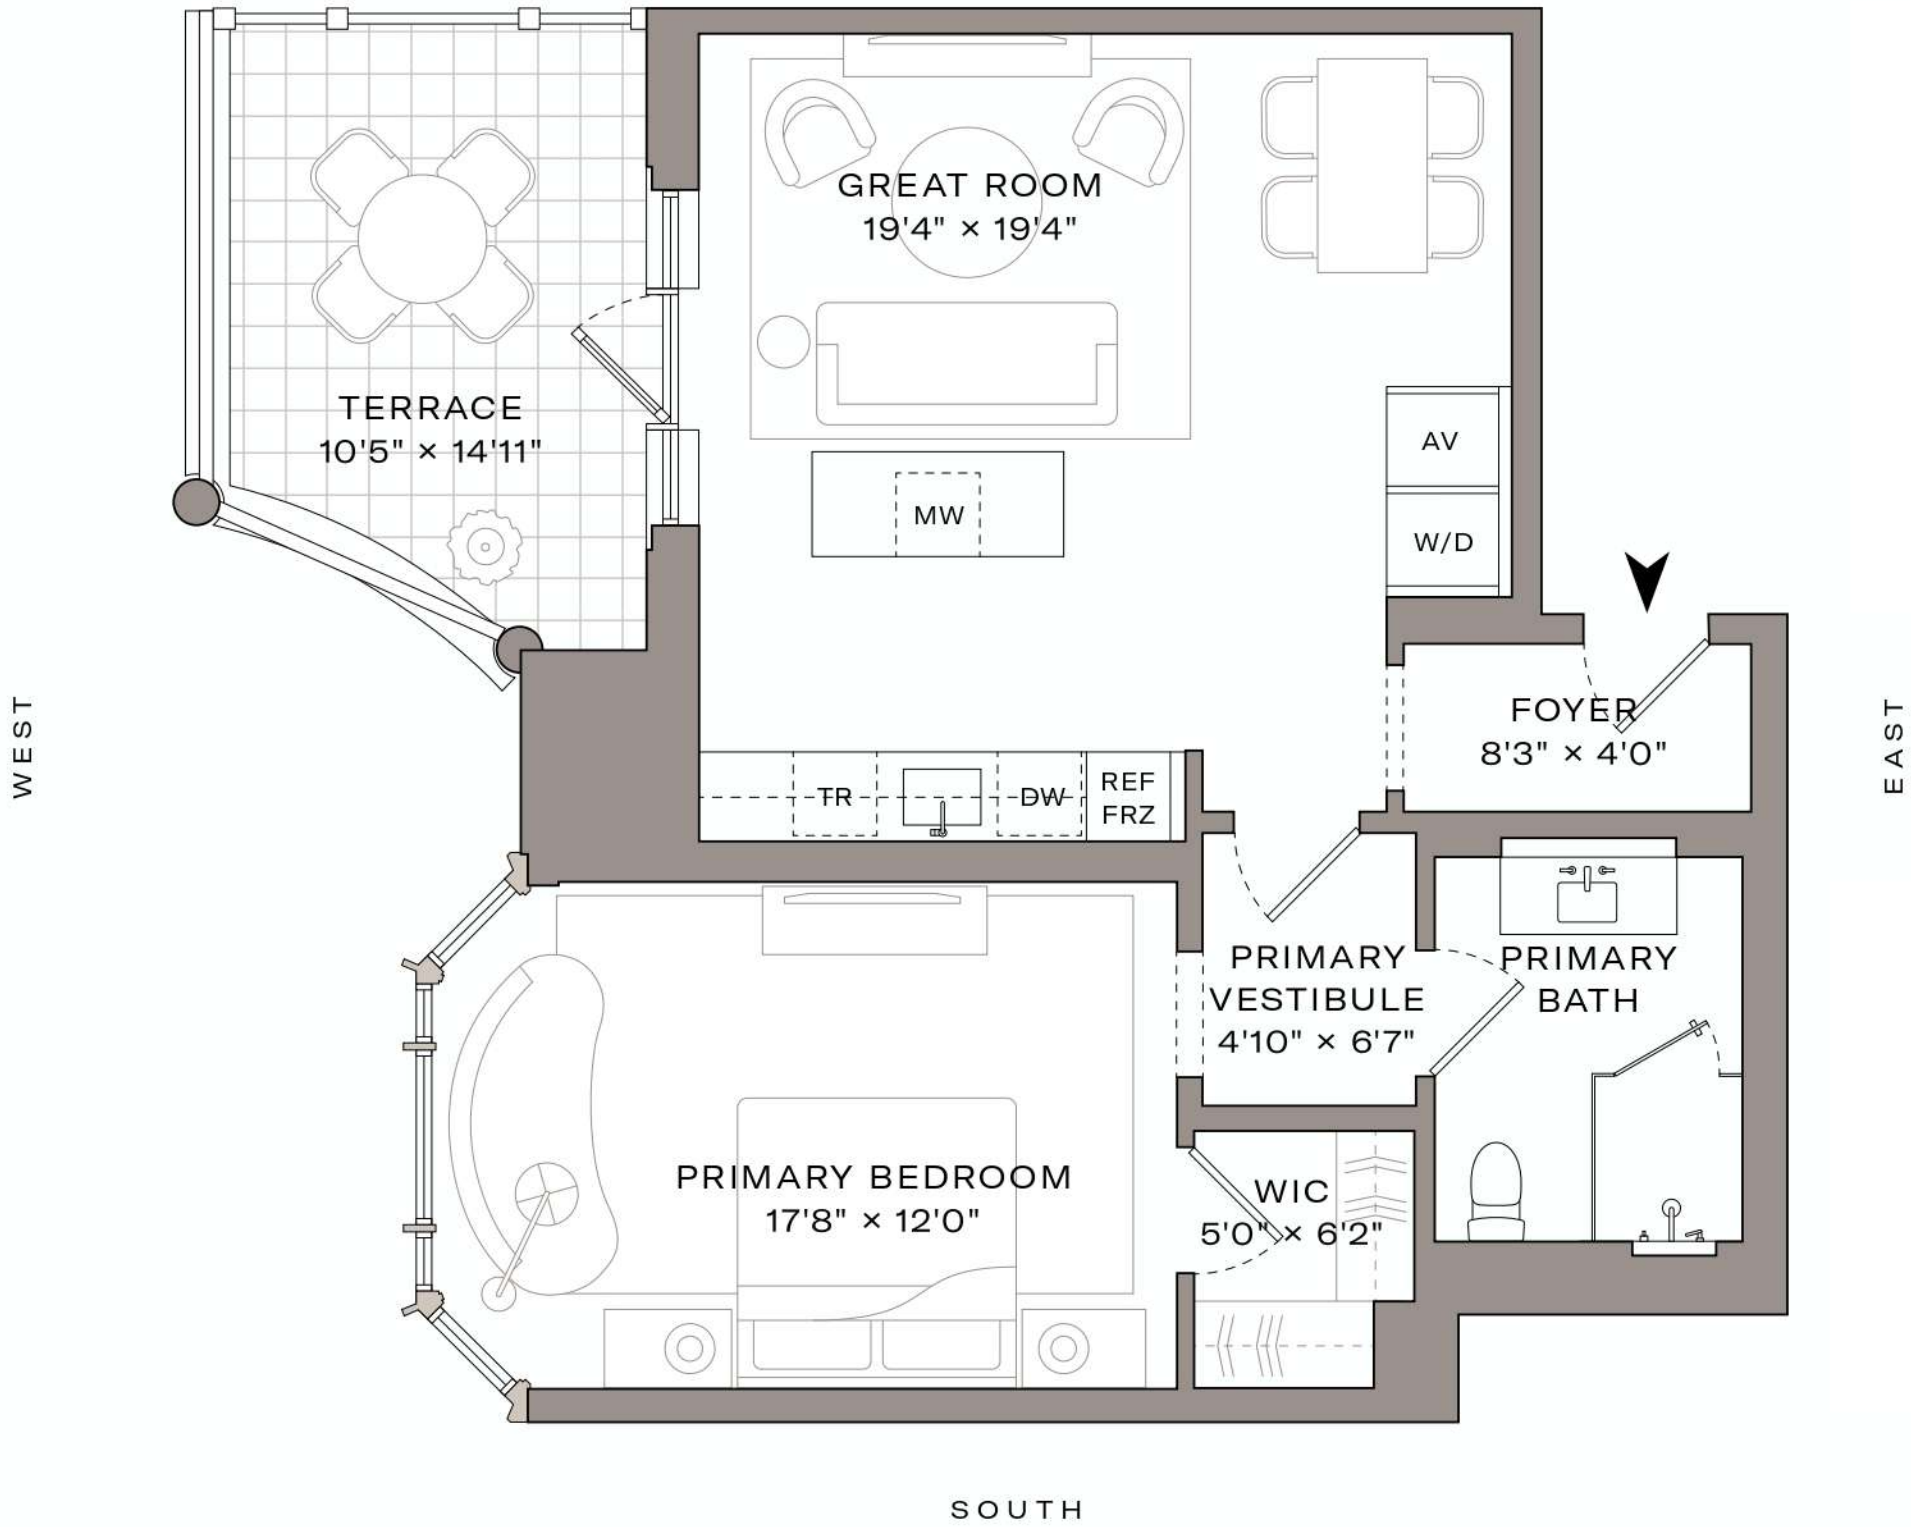 GREAT ROOM
19'4" × 19'4"
TERRACE
10'5" × 14'11"
AV
MW
W/D
WEST
EAST
FOYER
8'3" × 4'0"
TR
DW
REF
FRZ
PRIMARY
VESTIBULE
4'10" × 6'7"
PRIMARY
BATH
PRIMARY BEDROOM
17'8" × 12'0"
WIC
5'0" × 6'2"
SOUTH